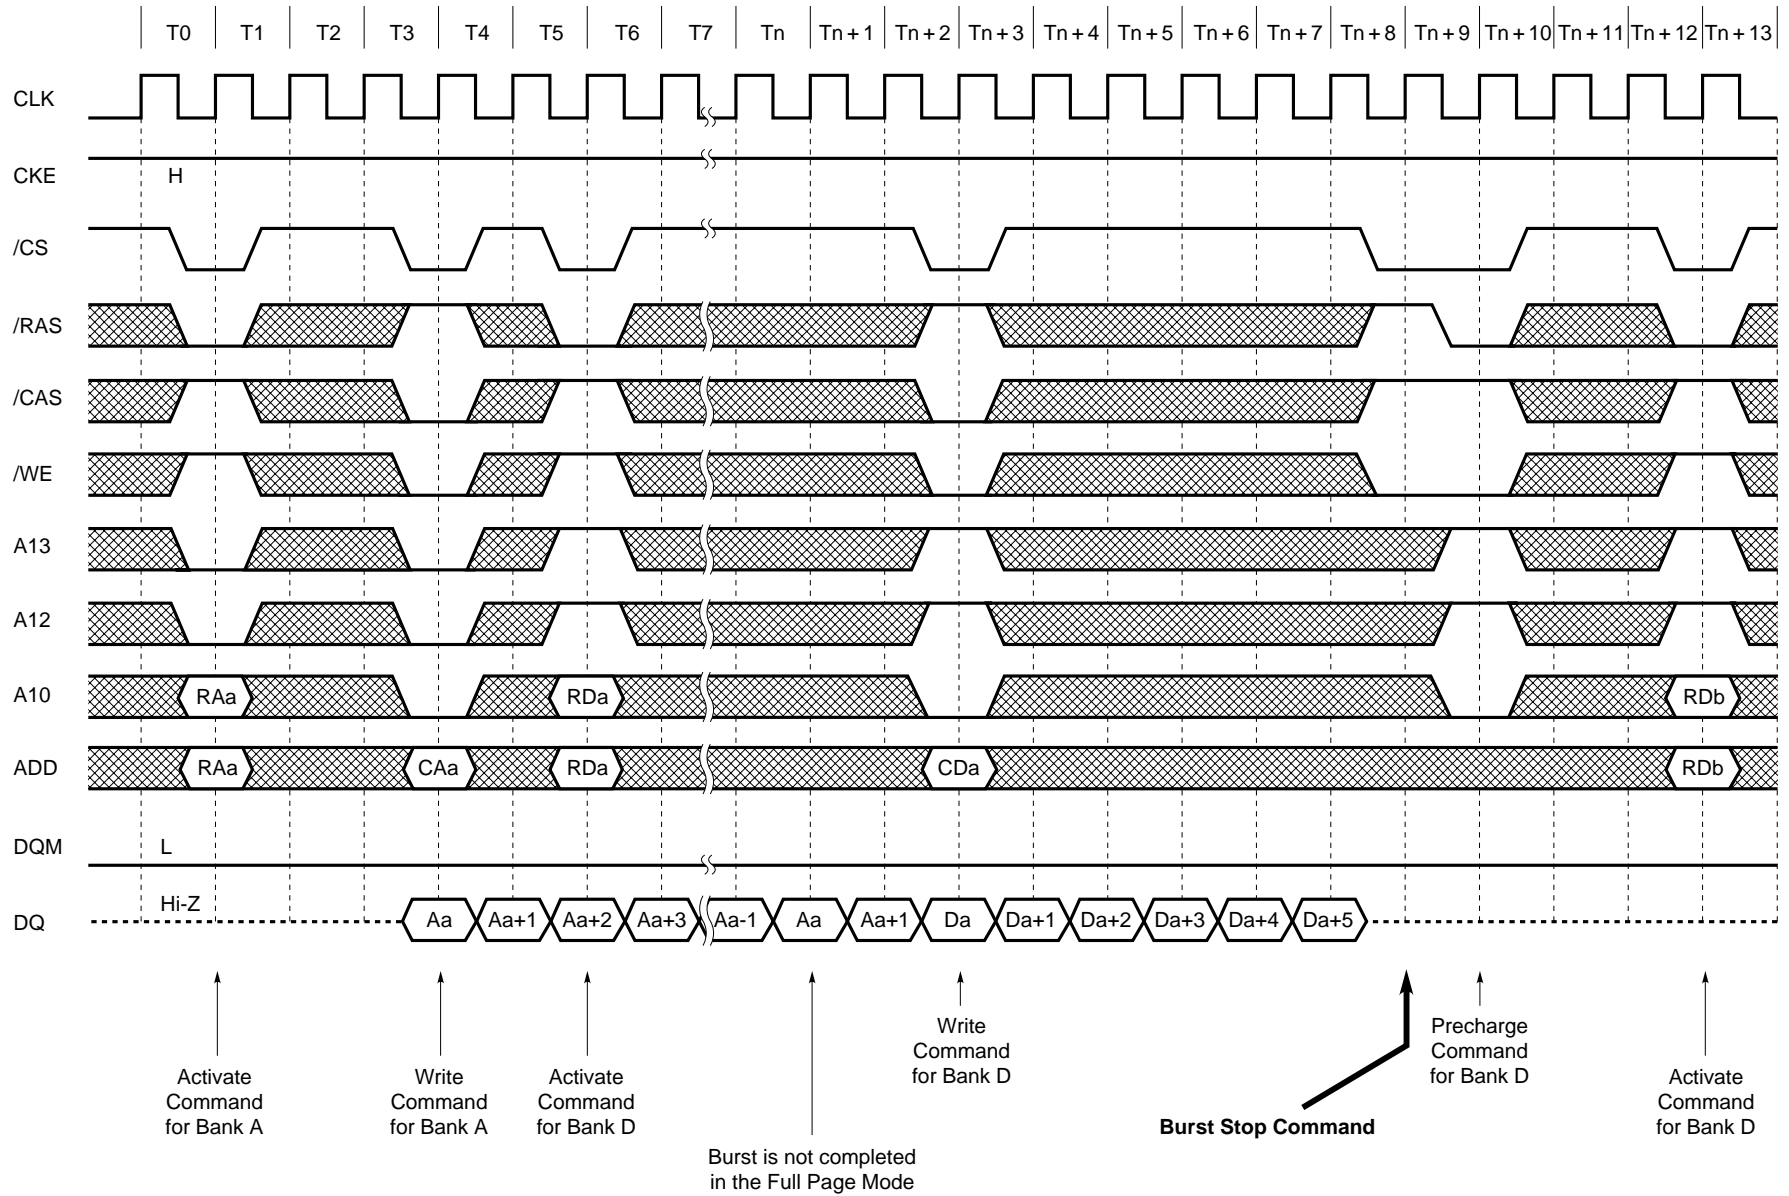 T0 T1 T2 T3 T4 T5 T6 T7 Tn Tn + 1 Tn + 2 Tn + 3 Tn + 4 Tn + 5 Tn + 6 Tn + 7 Tn + 8 Tn + 9 Tn + 10 Tn + 11 Tn + 12 Tn + 13
CLK
CKE H
/CS
/RAS
/CAS
/WE
A13
A12
A10 RAa RDa RDb
ADD RAa CAa RDa CDa RDb
DQM L
DQ Hi-Z Aa Aa+1 Aa+2 Aa+3 Aa-1 Aa Aa+1 Da Da+1 Da+2 Da+3 Da+4 Da+5
Activate
Command
for Bank A
Write
Command
for Bank A
Activate
Command
for Bank D
Burst is not completed
in the Full Page Mode
Write
Command
for Bank D
Burst Stop Command
Precharge
Command
for Bank D
Activate
Command
for Bank D